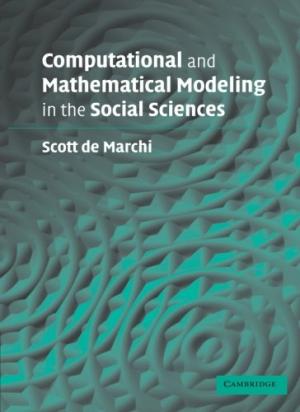 Computational and
Mathematical Modeling
in the Social Sciences
Scott de Marchi
CAMBRIDGE